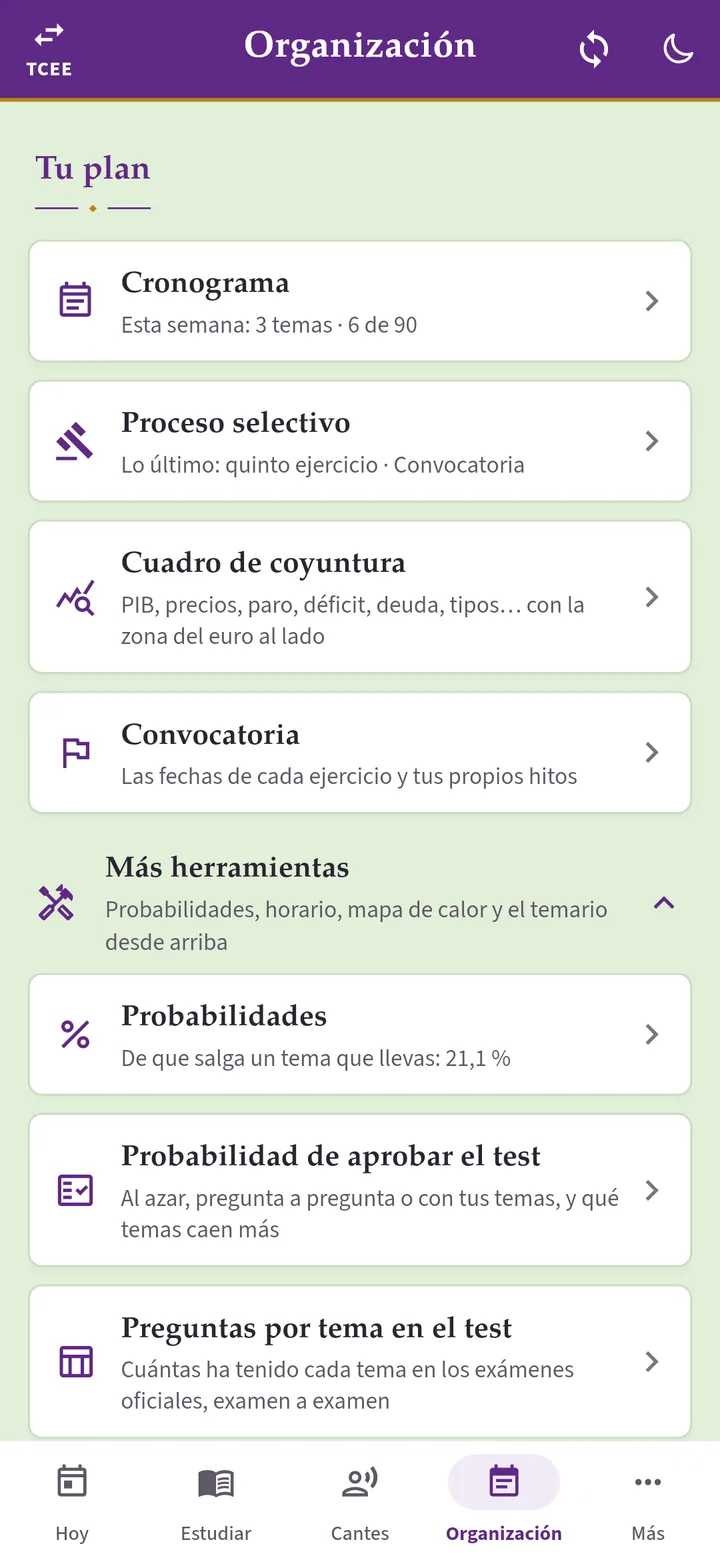 TCEE
Organización
Tu plan
Cronograma
Esta semana: 3 temas · 6 de 90
Proceso selectivo
Lo último: quinto ejercicio · Convocatoria
Cuadro de coyuntura
PIB, precios, paro, déficit, deuda, tipos… con la
zona del euro al lado
Convocatoria
Las fechas de cada ejercicio y tus propios hitos
Más herramientas
Probabilidades, horario, mapa de calor y el temario
desde arriba
Probabilidades
De que salga un tema que llevas: 21,1 %
Probabilidad de aprobar el test
Al azar, pregunta a pregunta o con tus temas, y qué
temas caen más
Preguntas por tema en el test
Cuántas ha tenido cada tema en los exámenes
oficiales, examen a examen
Hoy
Estudiar
Cantes
Organización
Más